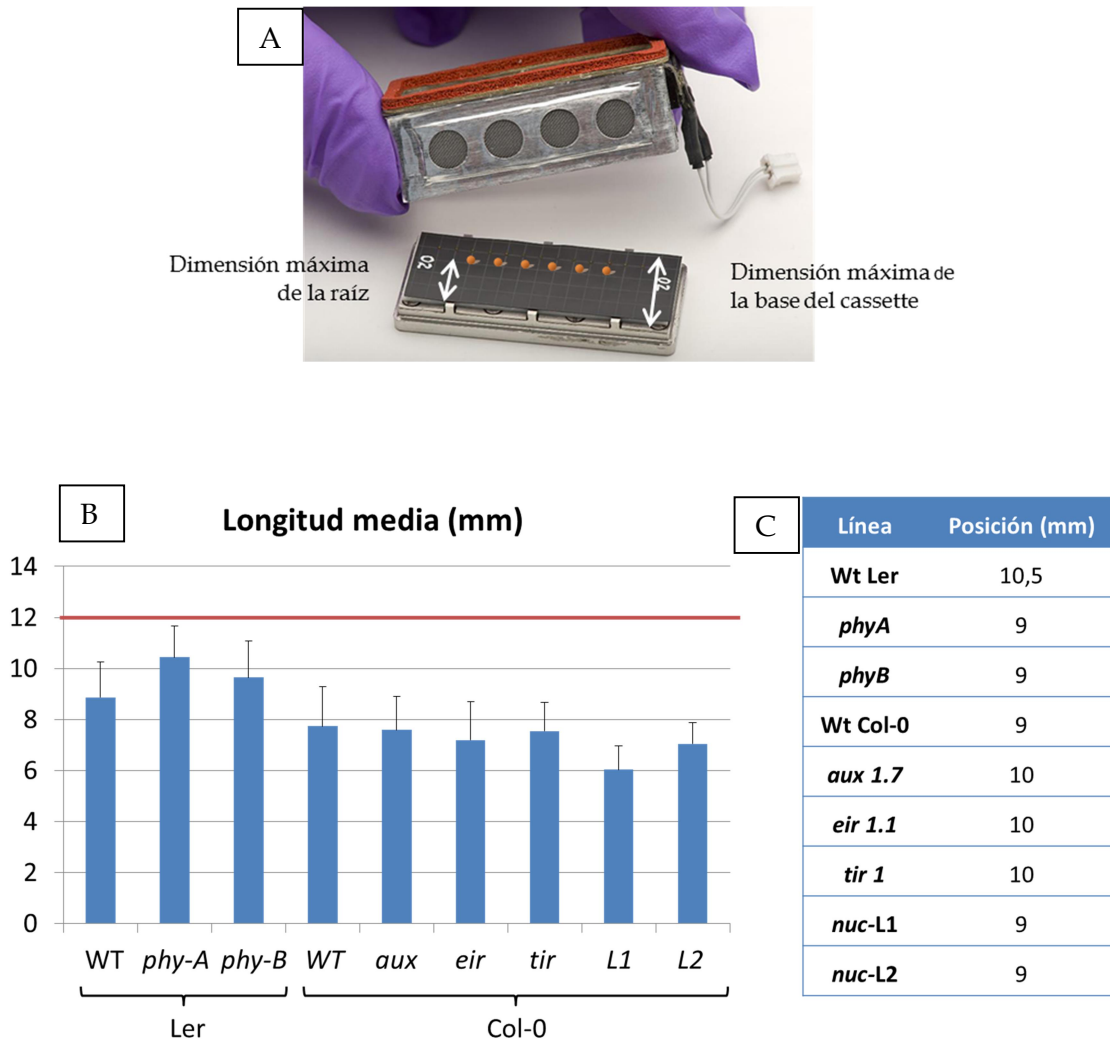 A
02
02
Dimensión máxima
de la raíz
Dimensión máxima de
la base del cassette
B
Longitud media (mm)
14
12
10
8
6
4
2
0
WT phy-A phy-B WT aux eir tir L1 L2
Ler Col-0
C
Línea Posición (mm)
Wt Ler 10,5
phyA 9
phyB 9
Wt Col-0 9
aux 1.7 10
eir 1.1 10
tir 1 10
nuc-L1 9
nuc-L2 9